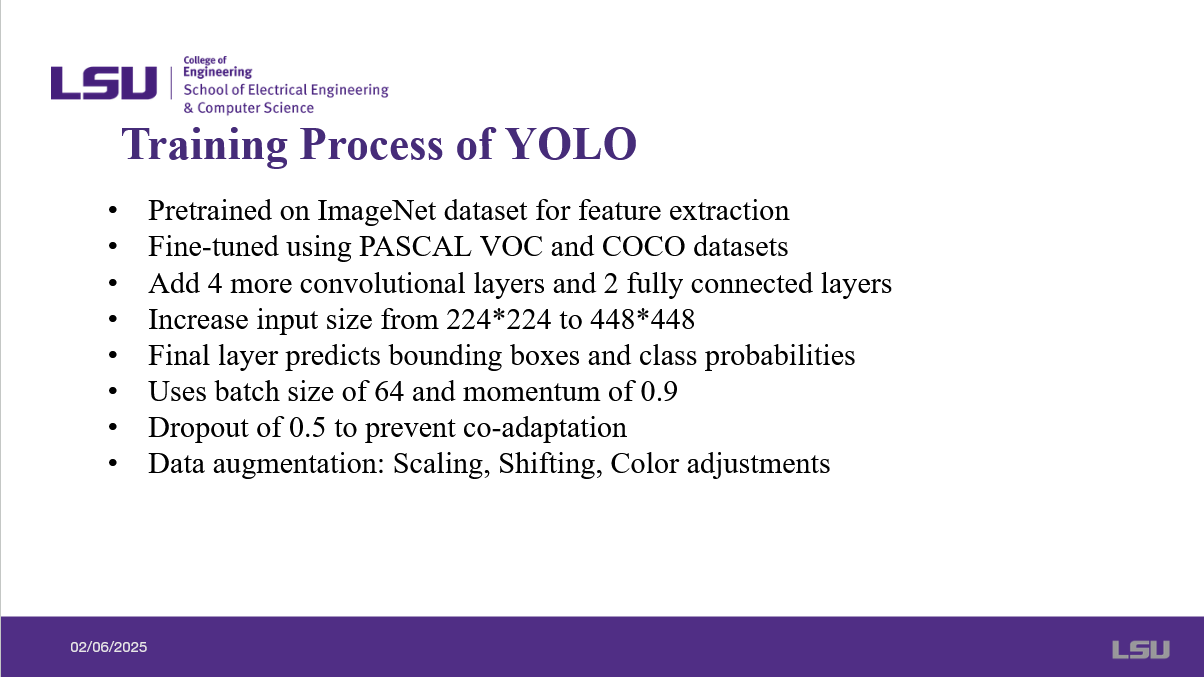 LSU
College of
Engineering
School of Electrical Engineering
& Computer Science
Training Process of YOLO
• Pretrained on ImageNet dataset for feature extraction
• Fine-tuned using PASCAL VOC and COCO datasets
• Add 4 more convolutional layers and 2 fully connected layers
• Increase input size from 224*224 to 448*448
• Final layer predicts bounding boxes and class probabilities
• Uses batch size of 64 and momentum of 0.9
• Dropout of 0.5 to prevent co-adaptation
• Data augmentation: Scaling, Shifting, Color adjustments
02/06/2025
LSU